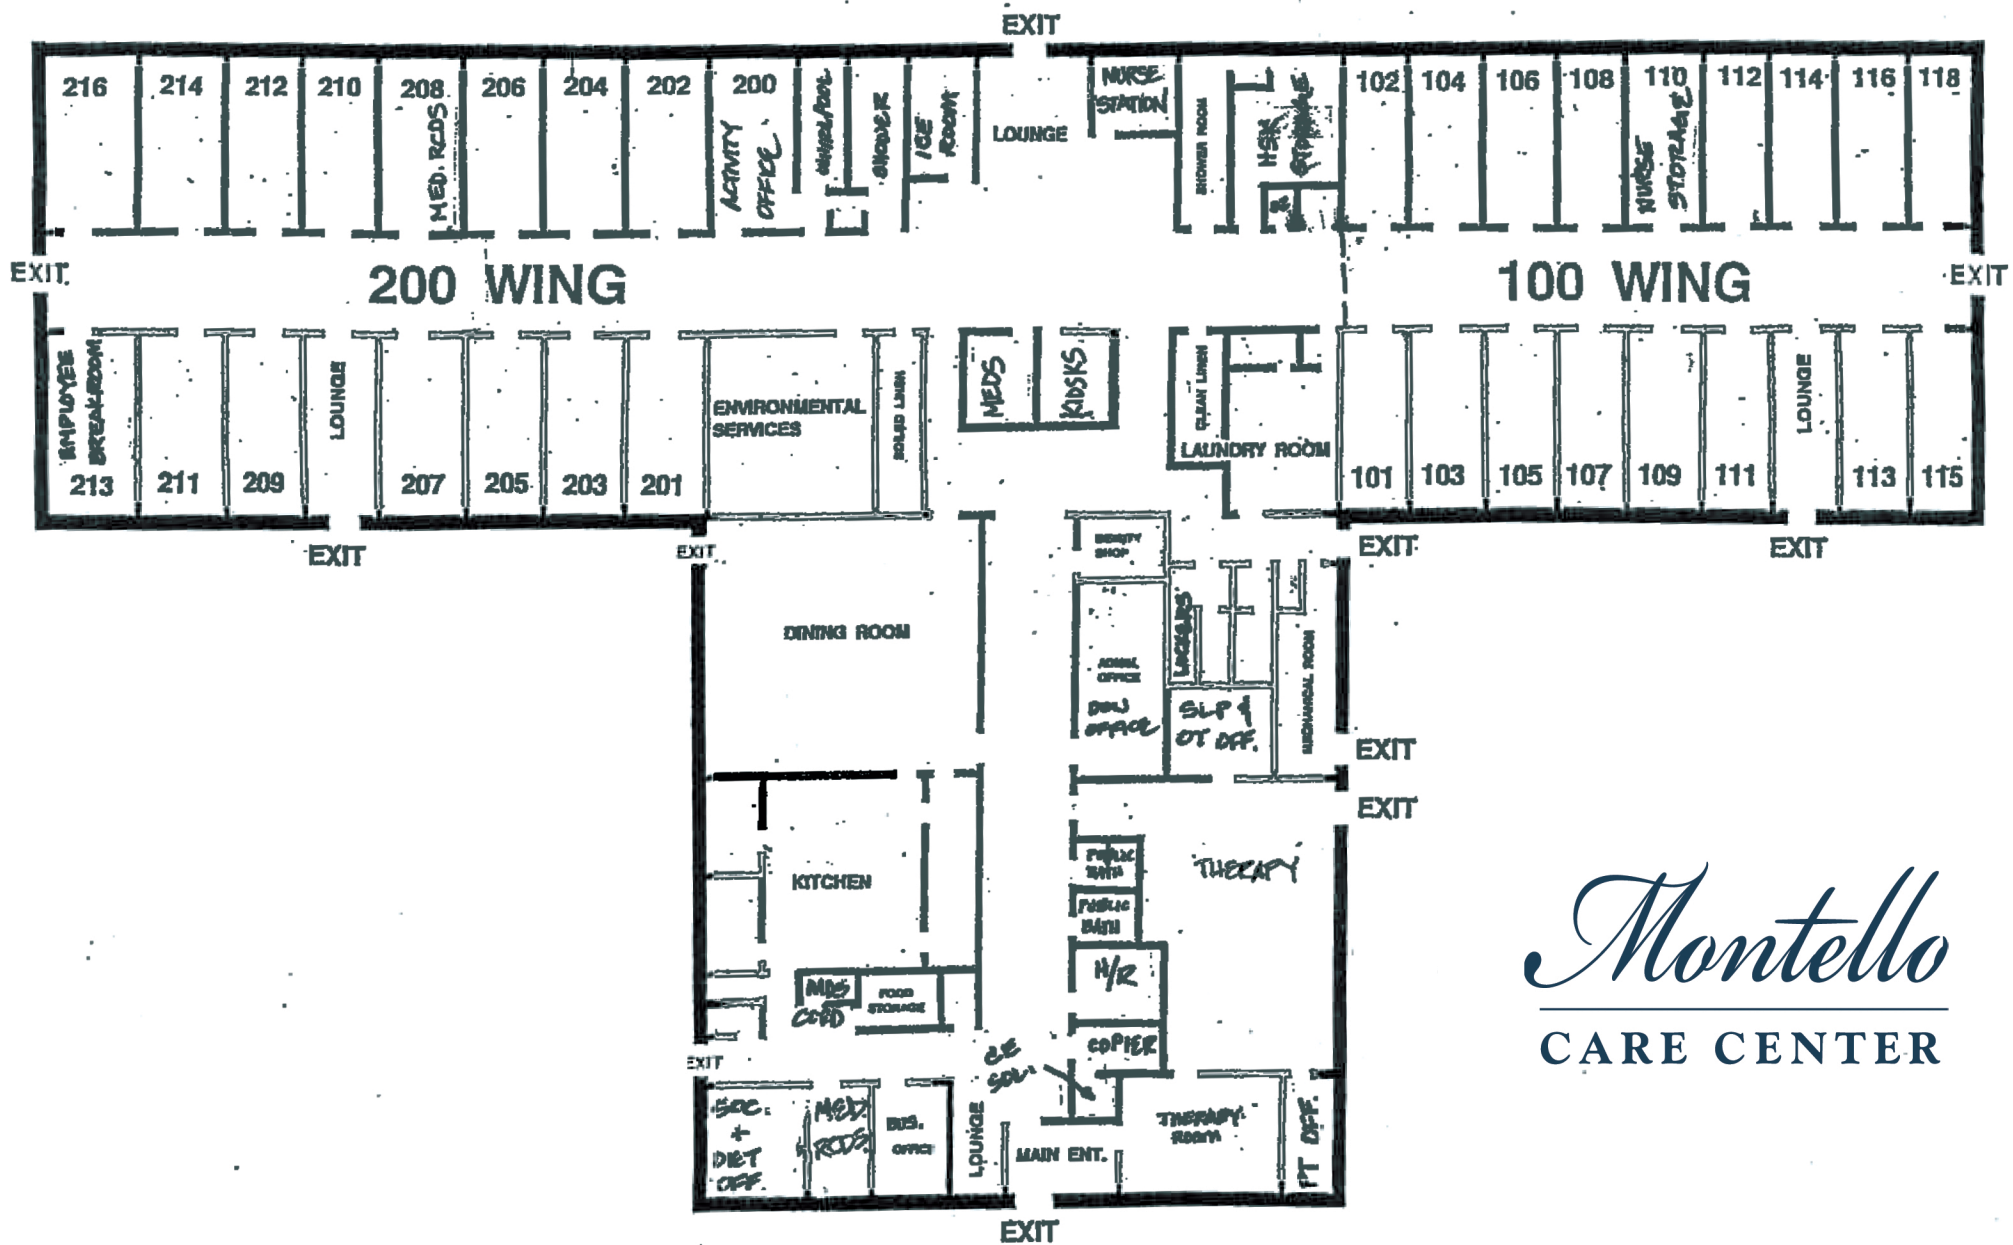 EXIT
216 214 212 210 208 206 204 202 200
MED. RCDS
ACTIVITY
OFFICE
WHIRLPOOL
SHOWER
ICE
ROOM
LOUNGE
NURSE
STATION
SHOWER ROOM
HSK
STORAGE
102 104 106 108 110 112 114 116 118
NURSE
STORAGE
EXIT
200 WING
100 WING
EXIT
EMPLOYEE
BREAKROOM
213 211 209
LOUNGE
207 205 203 201
ENVIRONMENTAL
SERVICES
SOILED LINEN
MEDS
KIOSKS
CLEAN LINEN
LAUNDRY ROOM
101 103 105 107 109 111
LOUNGE
113 115
EXIT
EXIT
EXIT
EXIT
BEAUTY
SHOP
DINING ROOM
LOCKERS
ADMIN.
OFFICE
DON
OFFICE
SLP &
OT OFF.
MECHANICAL ROOM
EXIT
EXIT
KITCHEN
PUBLIC
BATH
PUBLIC
BATH
THERAPY
H/R
MDS
CORD
FOOD
STORAGE
COPIER
EXIT
SOC.
+
DIET
OFF.
MED
RCDS
BUS.
OFFICE
LOUNGE
MAIN ENT.
THERAPY
ROOM
PT OFF.
EXIT
Montello
CARE CENTER